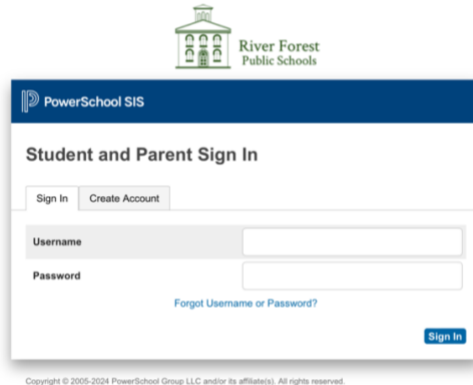 River Forest
Public Schools
PowerSchool SIS
Student and Parent Sign In
Sign In
Create Account
Username
Password
Forgot Username or Password?
Sign In
Copyright © 2005-2024 PowerSchool Group LLC and/or its affiliate(s). All rights reserved.